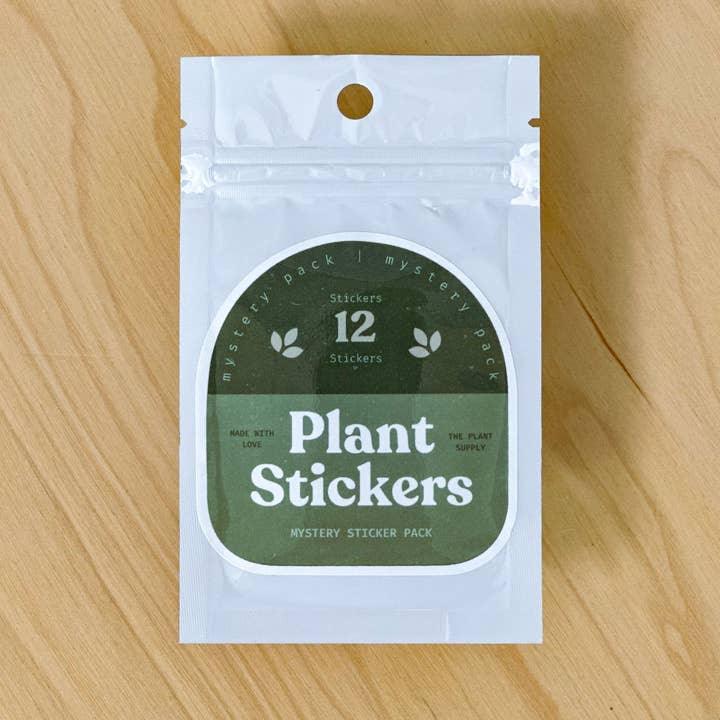 mystery pack | mystery pack
Stickers
12
Stickers
MADE WITH
LOVE
Plant
Stickers
THE PLANT
SUPPLY
MYSTERY STICKER PACK